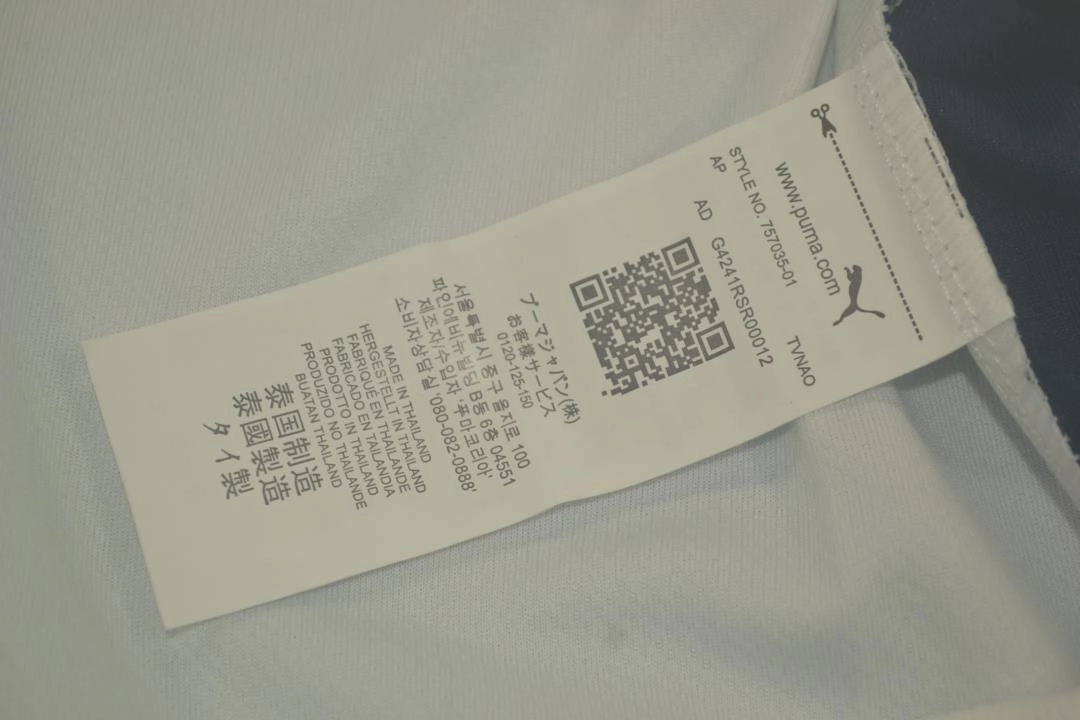 www.puma.com
STYLE NO. 757035-01 TVNAO
AP
AD G4241RSR00012
プーマジャパン(株)
お客様サービス
0120-125-150
서울특별시 중구 을지로 100
파인에비뉴빌딩 B동 6층 04551
제조자/수입자 '푸마코리아'
소비자상담실 '080-082-0888'
MADE IN THAILAND
HERGESTELLT IN THAILAND
FABRIQUÉ EN THAILANDE
FABRICADO EN TAILANDIA
PRODOTTO IN THAILAND
PRODUZIDO NO THAILANDE
BUATAN THAILAND
泰国制造
泰國製造
タイ製